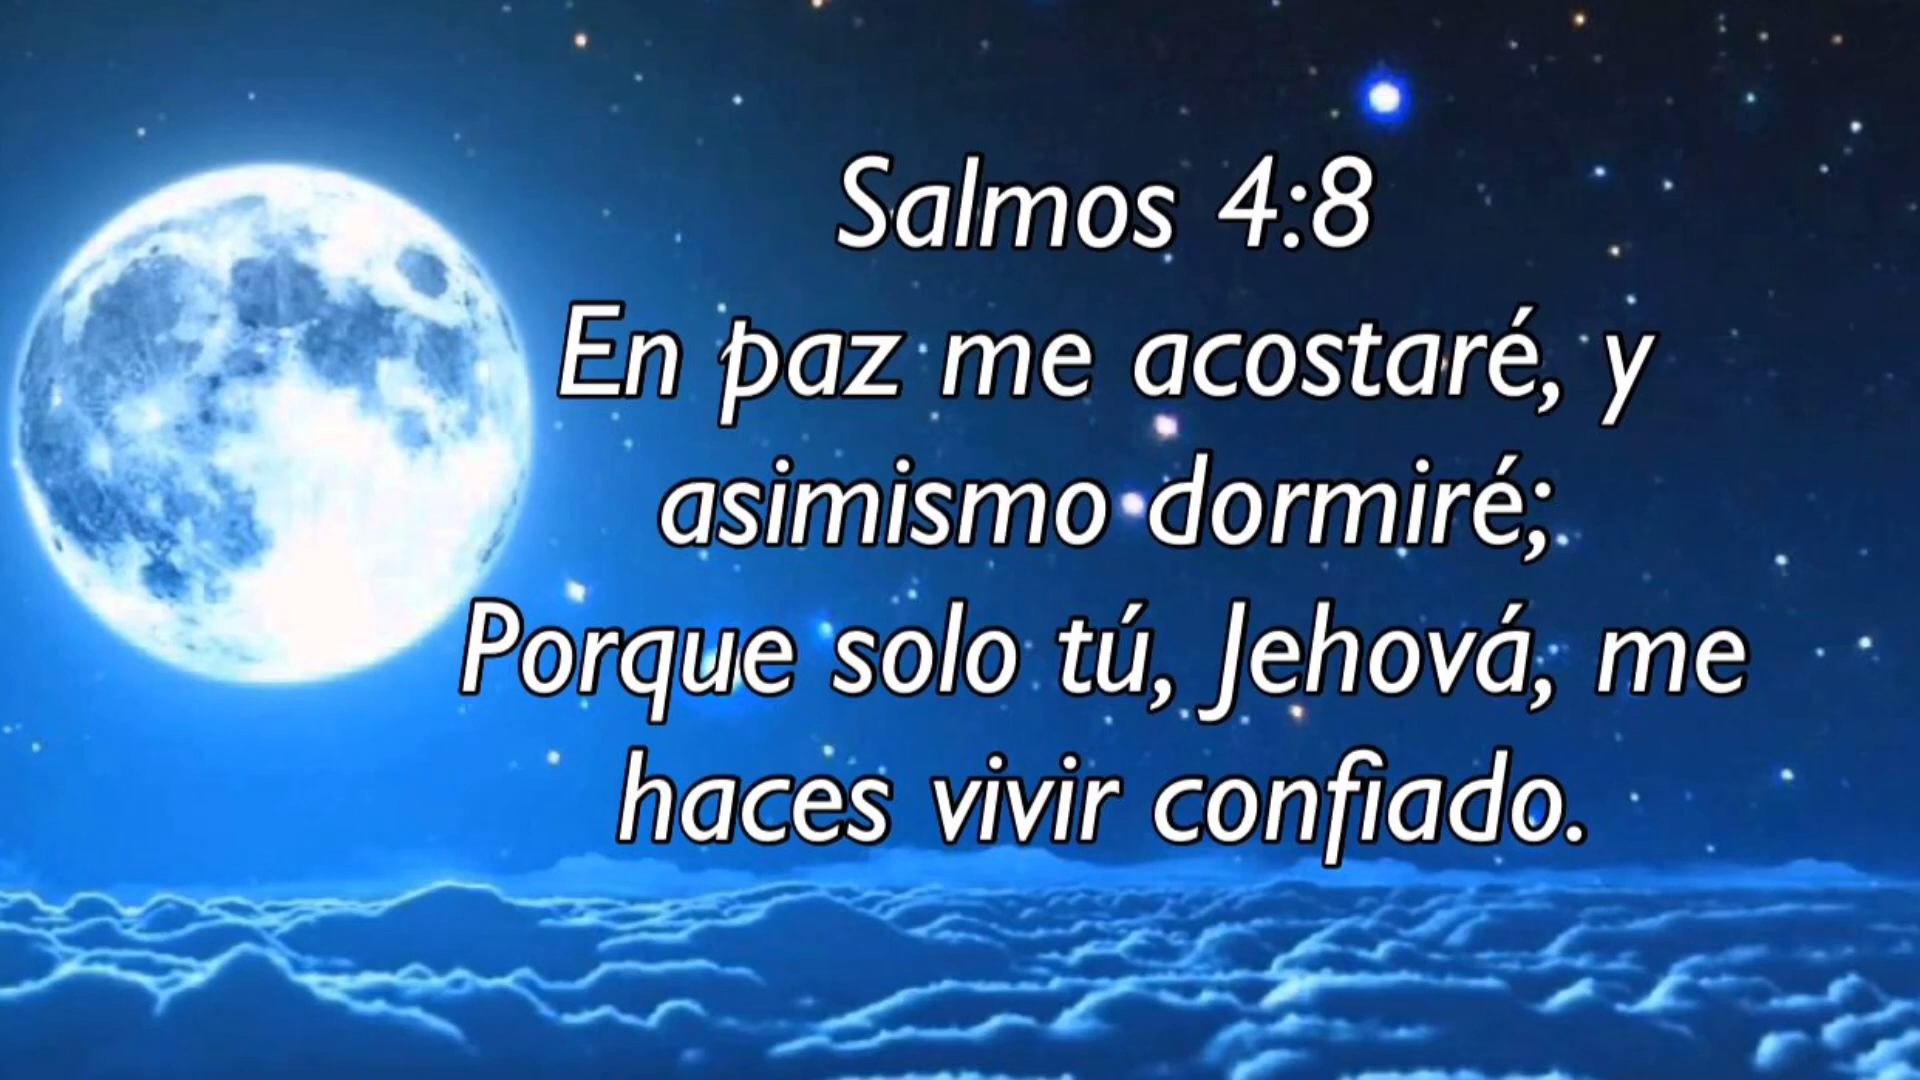 Salmos 4:8
En paz me acostaré, y
asimismo dormiré;
Porque solo tú, Jehová, me
haces vivir confiado.